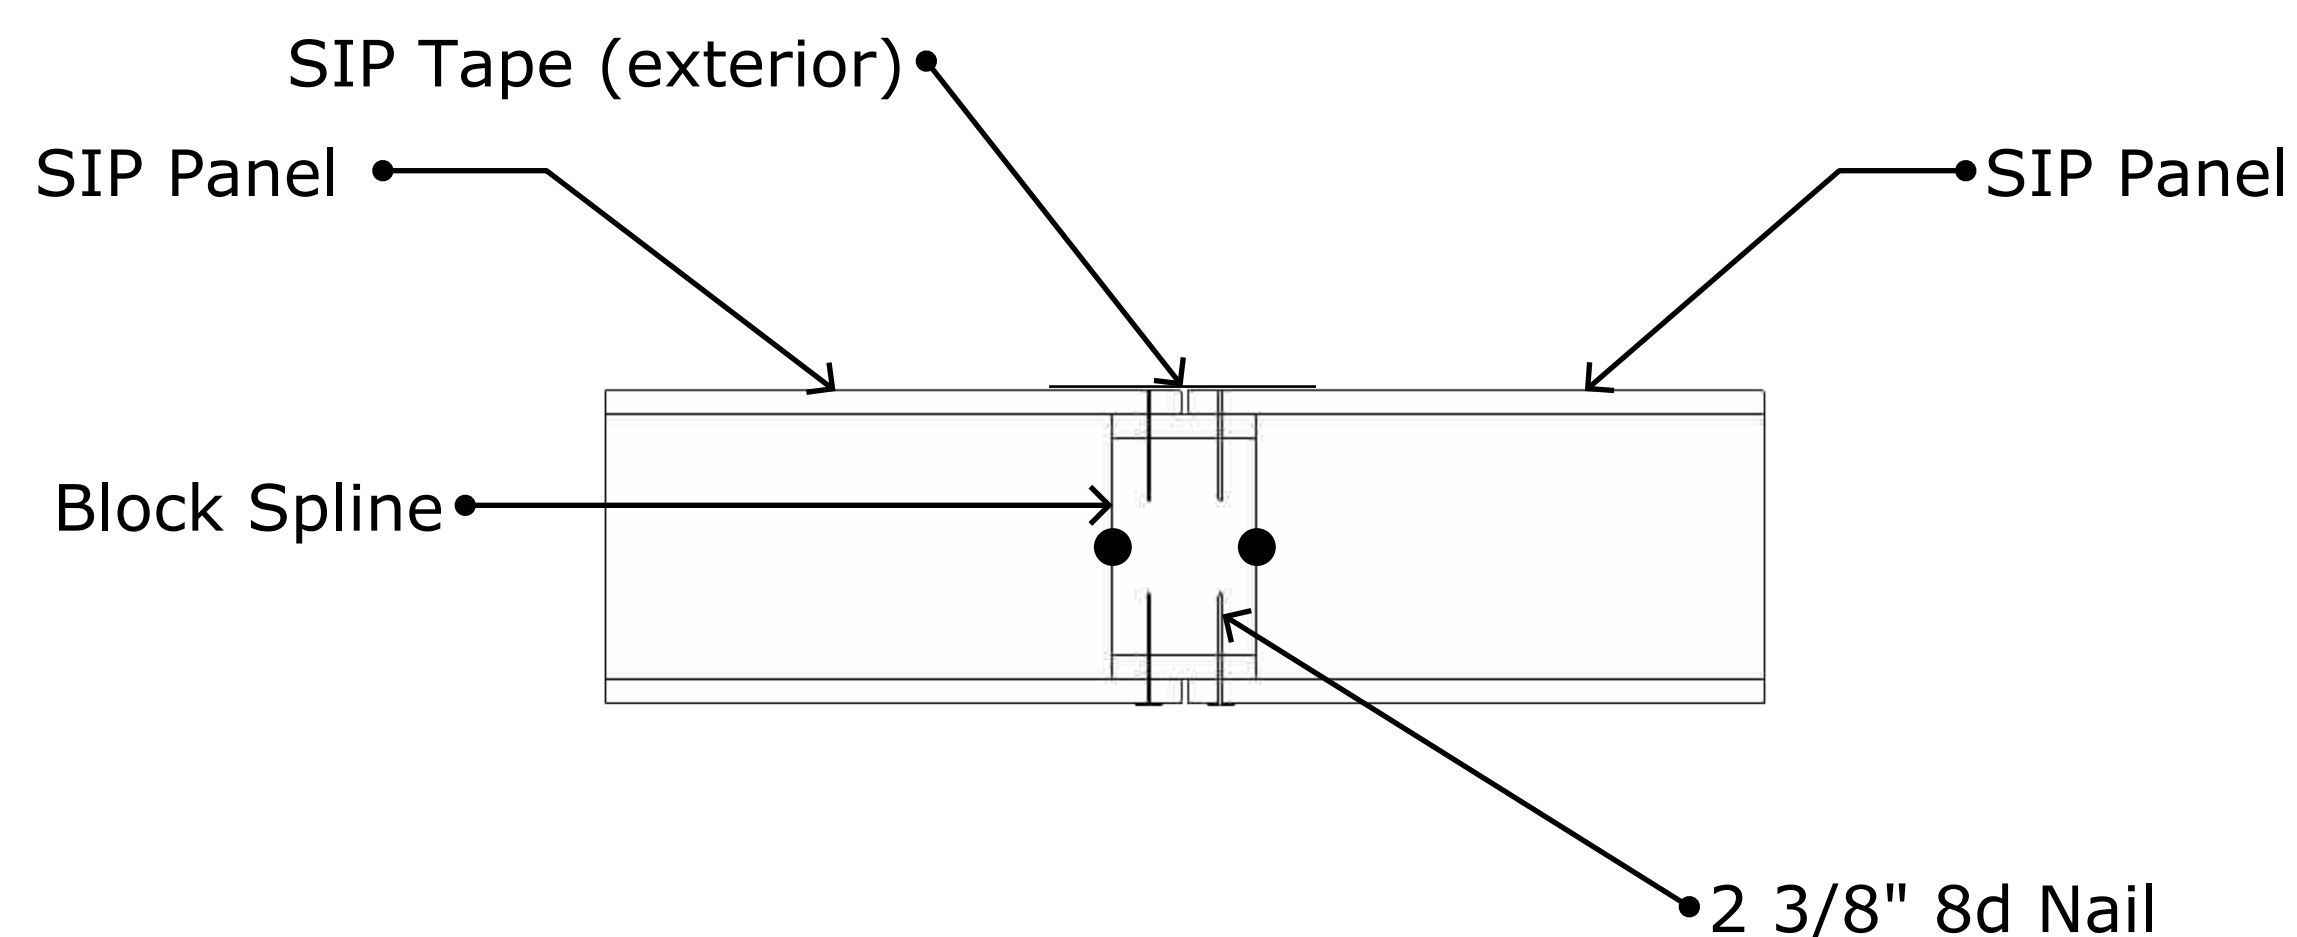 SIP Tape (exterior)
SIP Panel
SIP Panel
Block Spline
2 3/8" 8d Nail